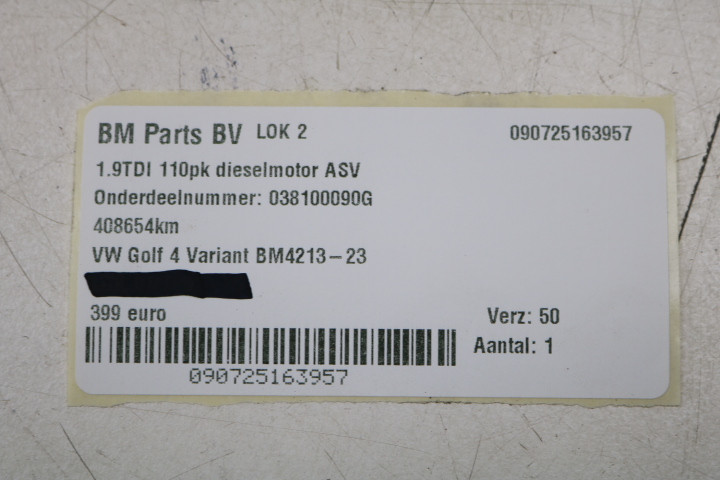 BM Parts BV LOK 2 090725163957
1.9TDI 110pk dieselmotor ASV
Onderdeelnummer: 038100090G
408654km
VW Golf 4 Variant BM4213-23
399 euro Verz: 50
Aantal: 1
090725163957